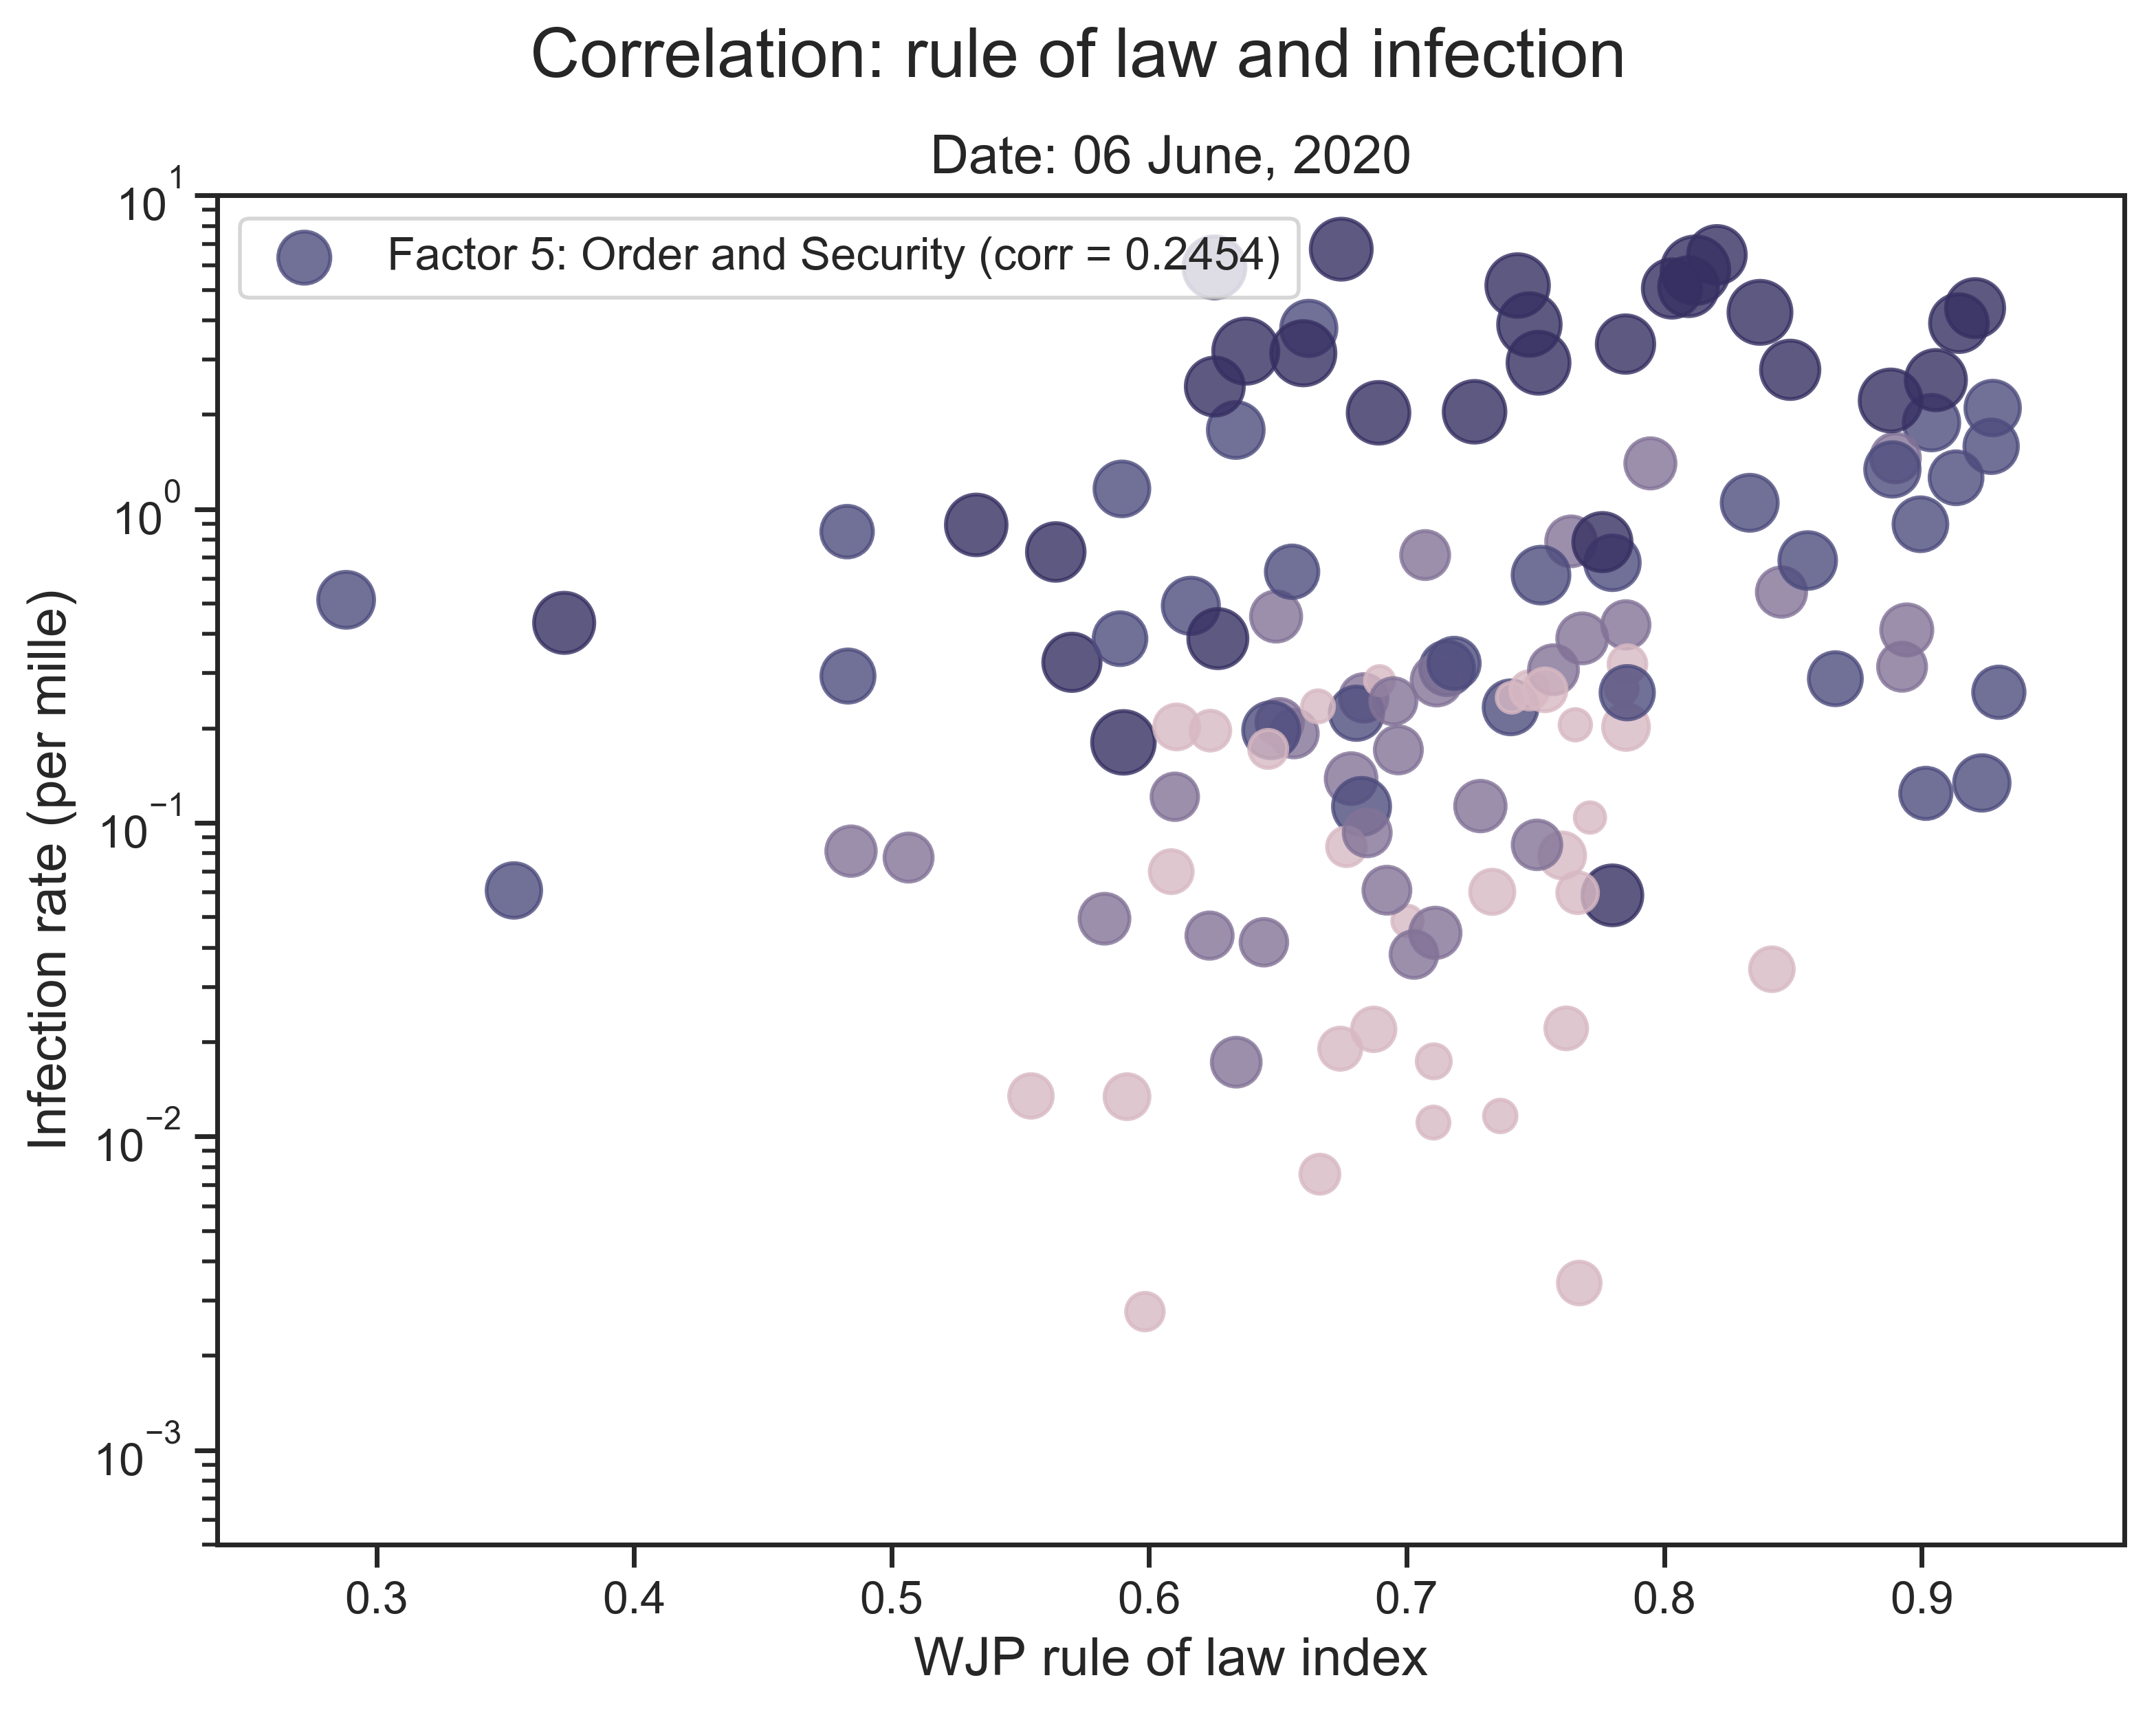 Correlation: rule of law and infection
Date: 06 June, 2020
Factor 5: Order and Security (corr = 0.2454)
Infection rate (per mille)
10^1
10^0
10^−1
10^−2
10^−3
0.3 0.4 0.5 0.6 0.7 0.8 0.9
WJP rule of law index